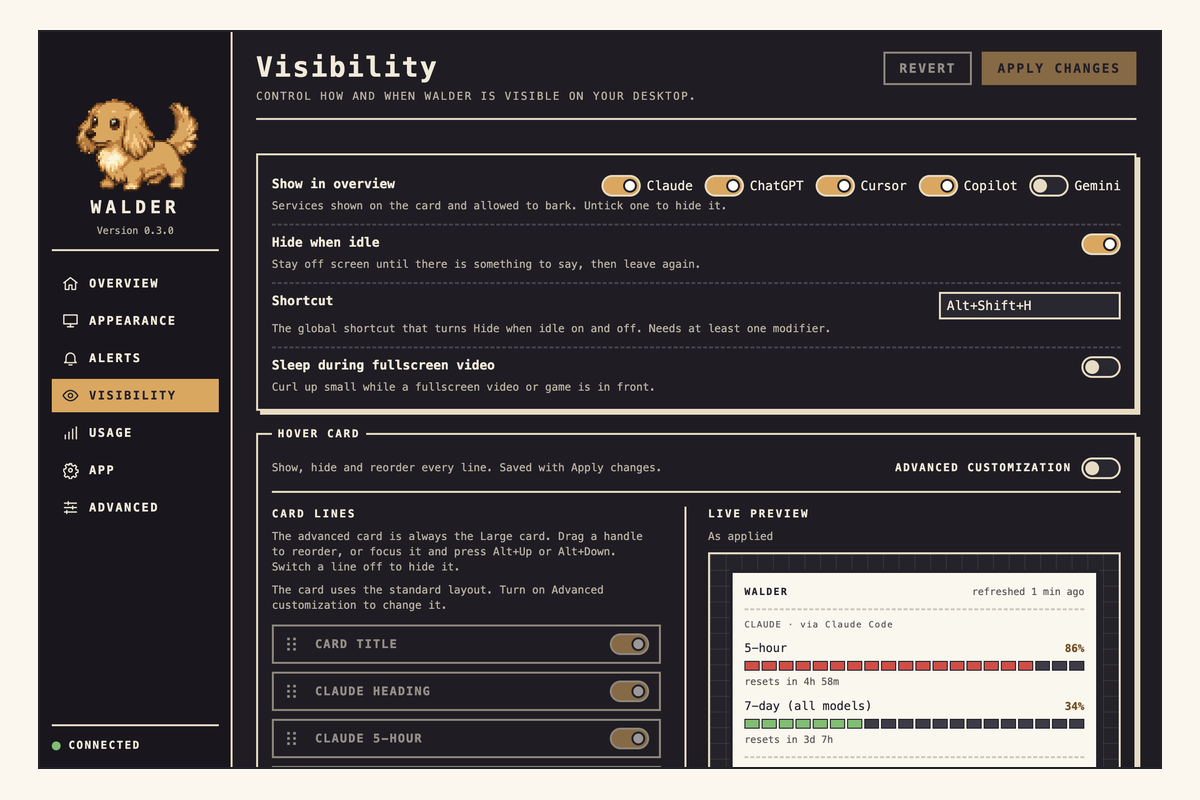 WALDER
Version 0.3.0
OVERVIEW
APPEARANCE
ALERTS
VISIBILITY
USAGE
APP
ADVANCED
CONNECTED
Visibility
CONTROL HOW AND WHEN WALDER IS VISIBLE ON YOUR DESKTOP.
REVERT
APPLY CHANGES
Show in overview
Claude
ChatGPT
Cursor
Copilot
Gemini
Services shown on the card and allowed to bark. Untick one to hide it.
Hide when idle
Stay off screen until there is something to say, then leave again.
Shortcut
Alt+Shift+H
The global shortcut that turns Hide when idle on and off. Needs at least one modifier.
Sleep during fullscreen video
Curl up small while a fullscreen video or game is in front.
HOVER CARD
Show, hide and reorder every line. Saved with Apply changes.
ADVANCED CUSTOMIZATION
CARD LINES
The advanced card is always the Large card. Drag a handle
to reorder, or focus it and press Alt+Up or Alt+Down.
Switch a line off to hide it.
The card uses the standard layout. Turn on Advanced
customization to change it.
CARD TITLE
CLAUDE HEADING
CLAUDE 5-HOUR
LIVE PREVIEW
As applied
WALDER
refreshed 1 min ago
CLAUDE · via Claude Code
5-hour
86%
resets in 4h 58m
7-day (all models)
34%
resets in 3d 7h